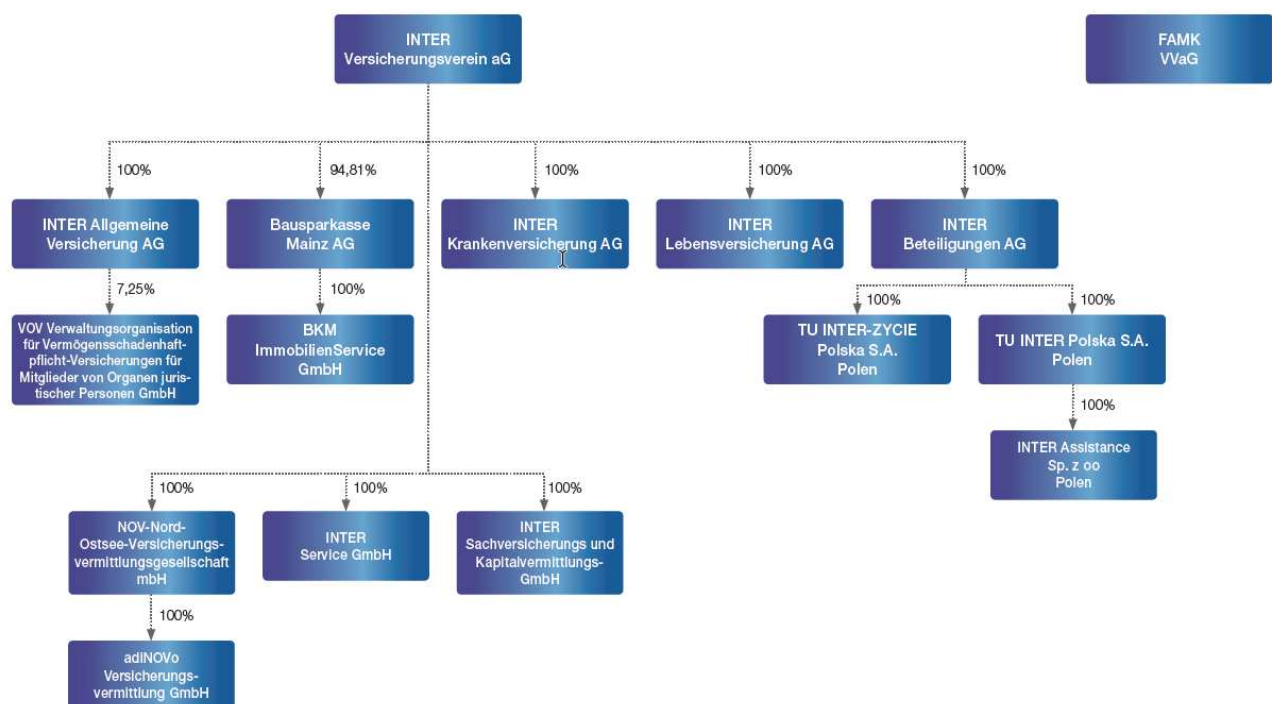 INTER
Versicherungsverein aG
FAMK
VVaG
100%
94,81%
100%
100%
100%
INTER Allgemeine
Versicherung AG
Bausparkasse
Mainz AG
INTER
Krankenversicherung AG
INTER
Lebensversicherung AG
INTER
Beteiligungen AG
7,25%
100%
100%
100%
VOV Verwaltungsorganisation
für Vermögensschadenhaft-
pflicht-Versicherungen für
Mitglieder von Organen juris-
tischer Personen GmbH
BKM
ImmobilienService
GmbH
TU INTER-ZYCIE
Polska S.A.
Polen
TU INTER Polska S.A.
Polen
100%
INTER Assistance
Sp. z oo
Polen
100%
100%
100%
NOV-Nord-
Ostsee-Versicherungs-
vermittlungsgesellschaft
mbH
INTER
Service GmbH
INTER
Sachversicherungs und
Kapitalvermittlungs-
GmbH
100%
adiNOVo
Versicherungs-
vermittlung GmbH